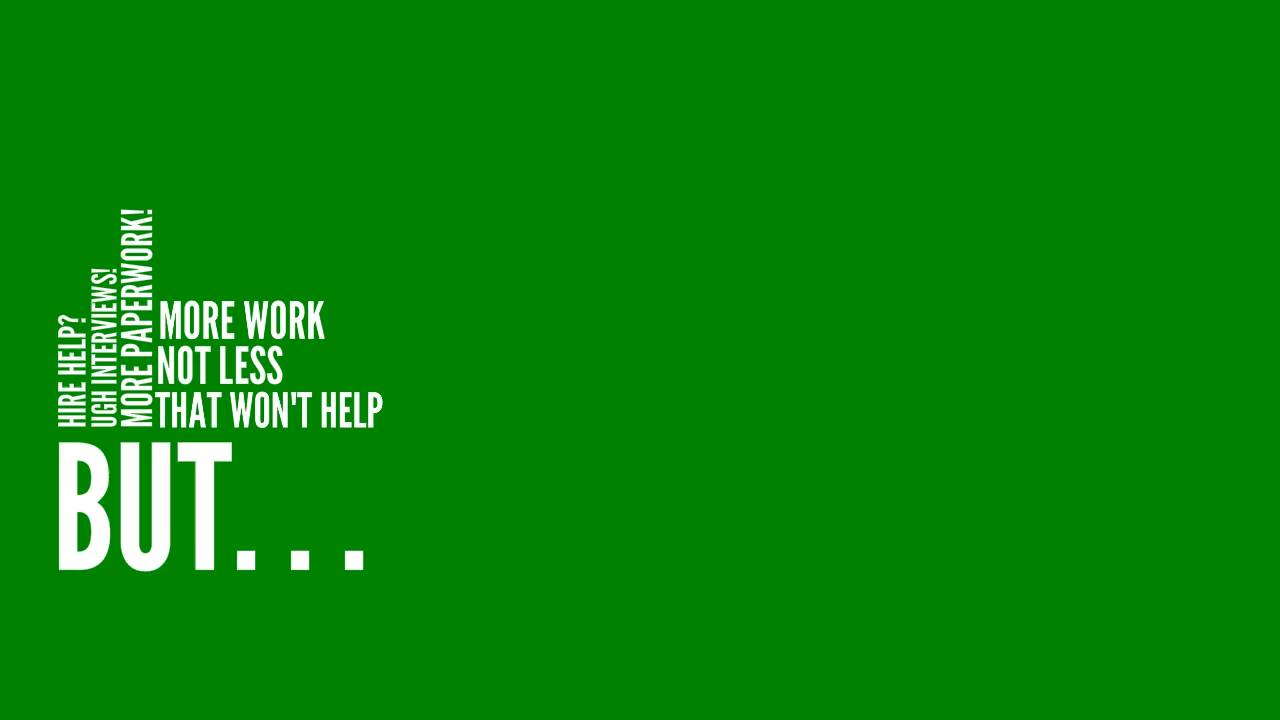 HIRE HELP?
UGH INTERVIEWS!
MORE PAPERWORK!
MORE WORK
NOT LESS
THAT WON'T HELP
BUT...